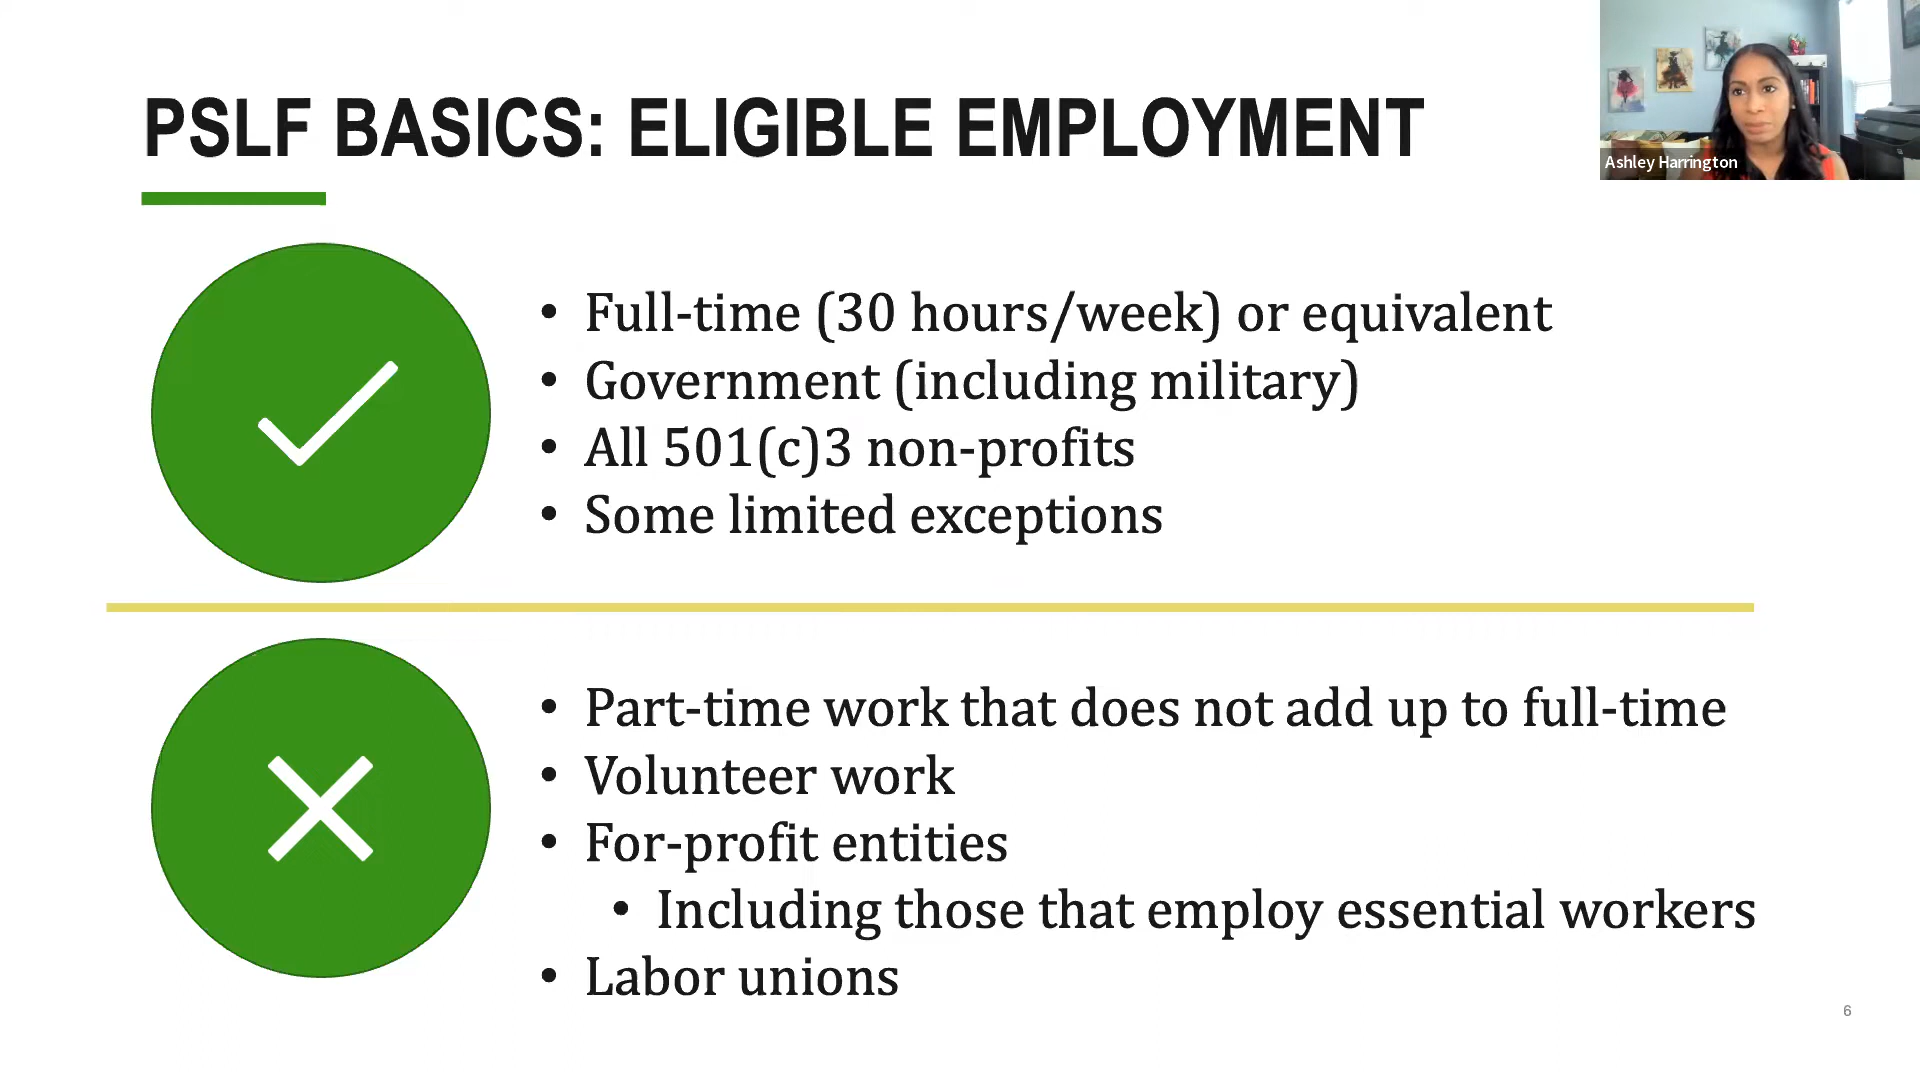 PSLF BASICS: ELIGIBLE EMPLOYMENT
Ashley Harrington
• Full-time (30 hours/week) or equivalent
• Government (including military)
• All 501(c)3 non-profits
• Some limited exceptions
• Part-time work that does not add up to full-time
• Volunteer work
• For-profit entities
• Including those that employ essential workers
• Labor unions
6